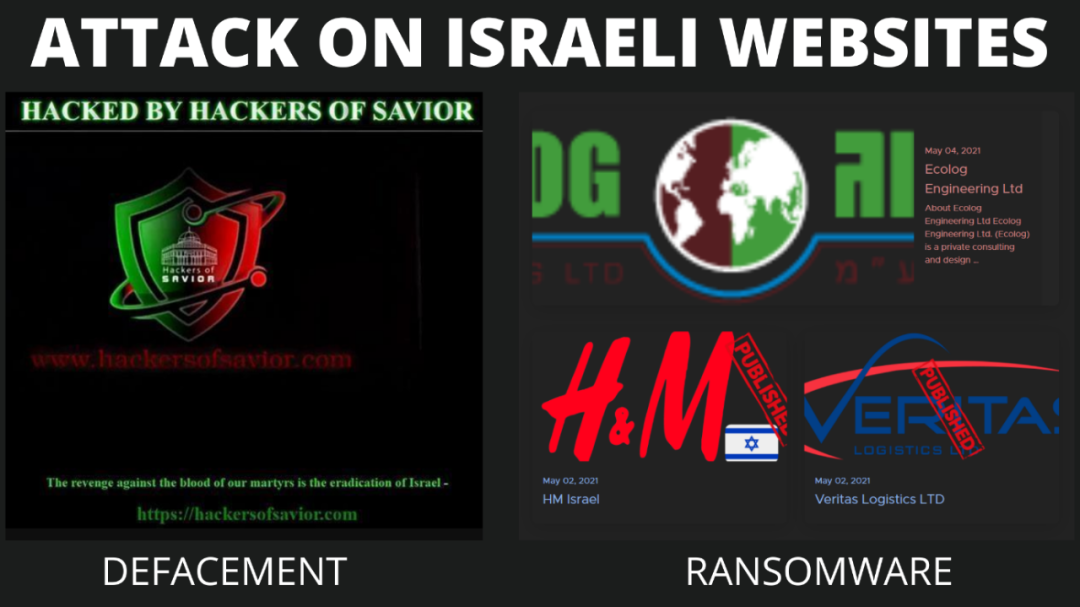 ATTACK ON ISRAELI WEBSITES
HACKED BY HACKERS OF SAVIOR
Hackers of
SAVIOR
www.hackersofsavior.com
The revenge against the blood of our martyrs is the eradication of Israel -
https://hackersofsavior.com
DEFACEMENT
OG
S LTD
מ"ע
May 04, 2021
Ecolog
Engineering Ltd
About Ecolog
Engineering Ltd Ecolog
Engineering Ltd. (Ecolog)
is a private consulting
and design ...
H&M
PUBLISHED
May 02, 2021
HM Israel
VERITAS
LOGISTICS
PUBLISHED
May 02, 2021
Veritas Logistics LTD
RANSOMWARE